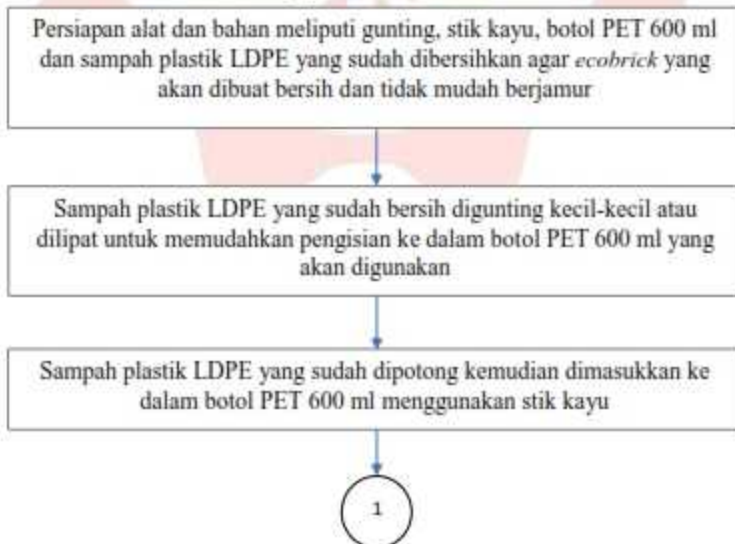 Persiapan alat dan bahan meliputi gunting, stik kayu, botol PET 600 ml
dan sampah plastik LDPE yang sudah dibersihkan agar ecobrick yang
akan dibuat bersih dan tidak mudah berjamur
Sampah plastik LDPE yang sudah bersih digunting kecil-kecil atau
dilipat untuk memudahkan pengisian ke dalam botol PET 600 ml yang
akan digunakan
Sampah plastik LDPE yang sudah dipotong kemudian dimasukkan ke
dalam botol PET 600 ml menggunakan stik kayu
1